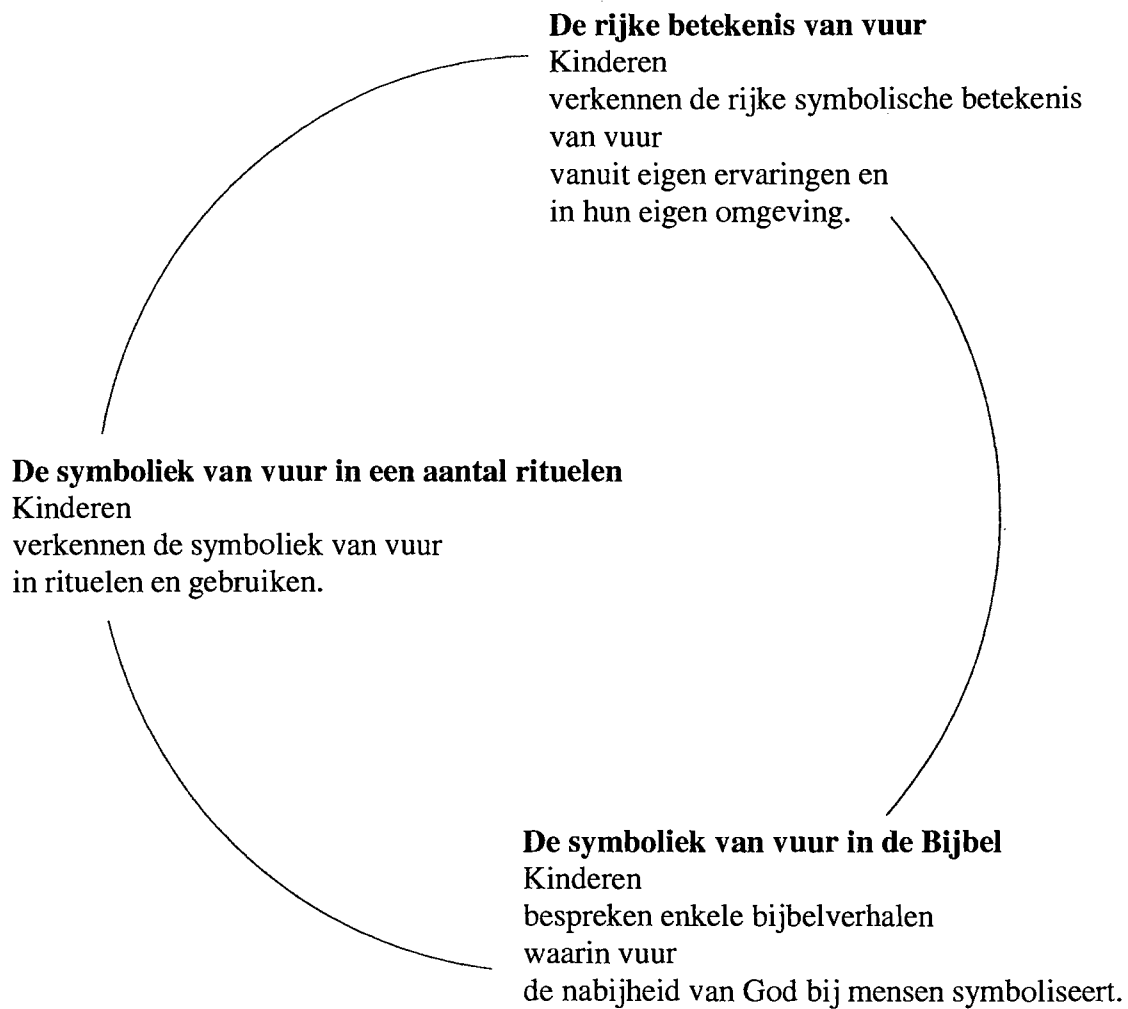 De rijke betekenis van vuur
Kinderen
verkennen de rijke symbolische betekenis
van vuur
vanuit eigen ervaringen en
in hun eigen omgeving.
De symboliek van vuur in een aantal rituelen
Kinderen
verkennen de symboliek van vuur
in rituelen en gebruiken.
De symboliek van vuur in de Bijbel
Kinderen
bespreken enkele bijbelverhalen
waarin vuur
de nabijheid van God bij mensen symboliseert.